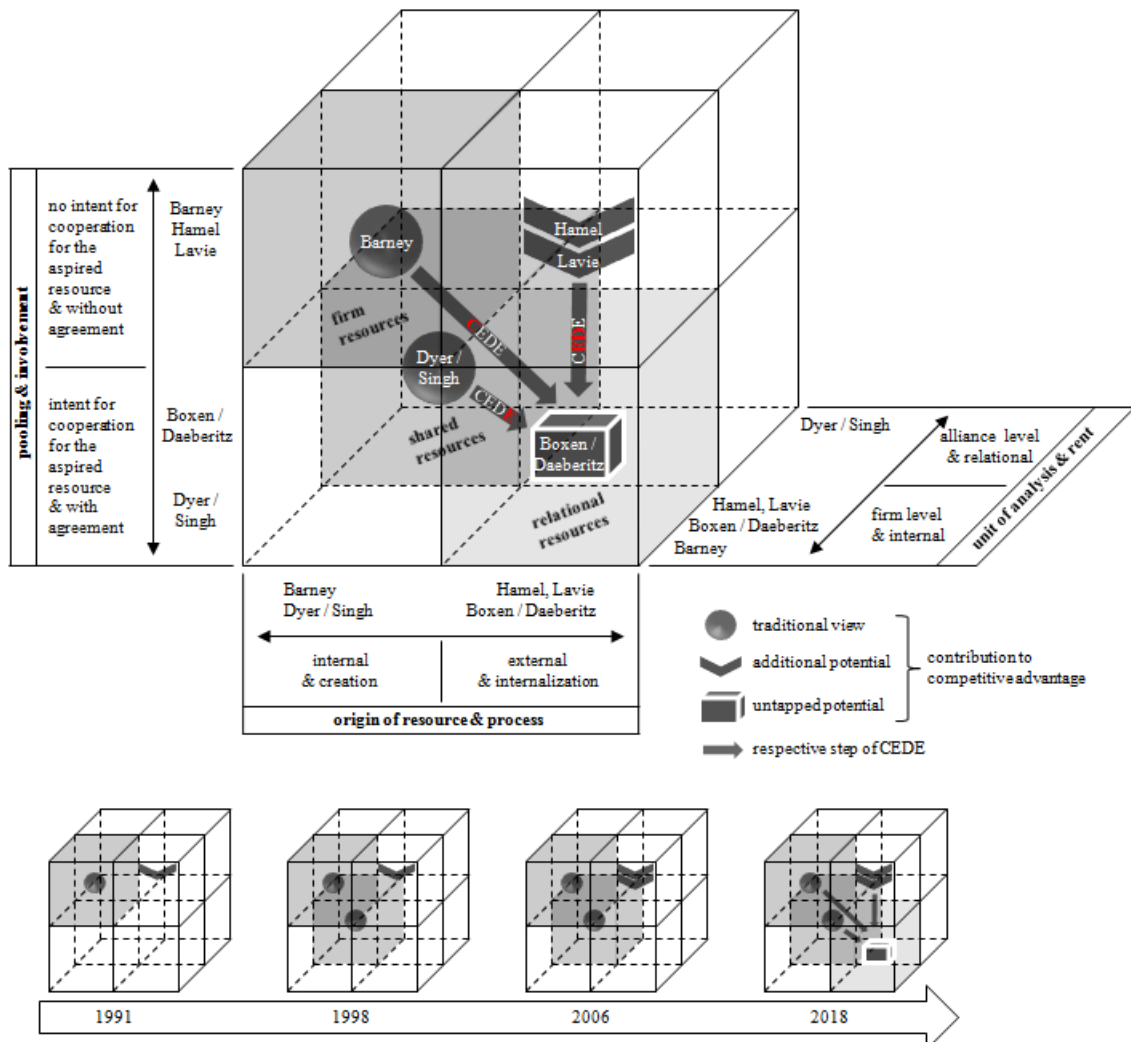 pooling & involvement
no intent for
cooperation
for the
aspired
resource
& without
agreement
intent for
cooperation
for the
aspired
resource
& with
agreement
Barney
Hamel
Lavie
Boxen /
Daeberitz
Dyer /
Singh
Barney
Hamel
Lavie
firm
resources
CEDE
CEDE
Dyer /
Singh
CEDE
shared
resources
Boxen /
Daeberitz
relational
resources
Dyer / Singh
alliance level
& relational
Hamel, Lavie
Boxen / Daeberitz
Barney
firm level
& internal
unit of analysis & rent
Barney
Dyer / Singh
Hamel, Lavie
Boxen / Daeberitz
internal
& creation
external
& internalization
origin of resource & process
traditional view
additional potential
untapped potential
contribution to
competitive advantage
respective step of CEDE
1991
1998
2006
2018